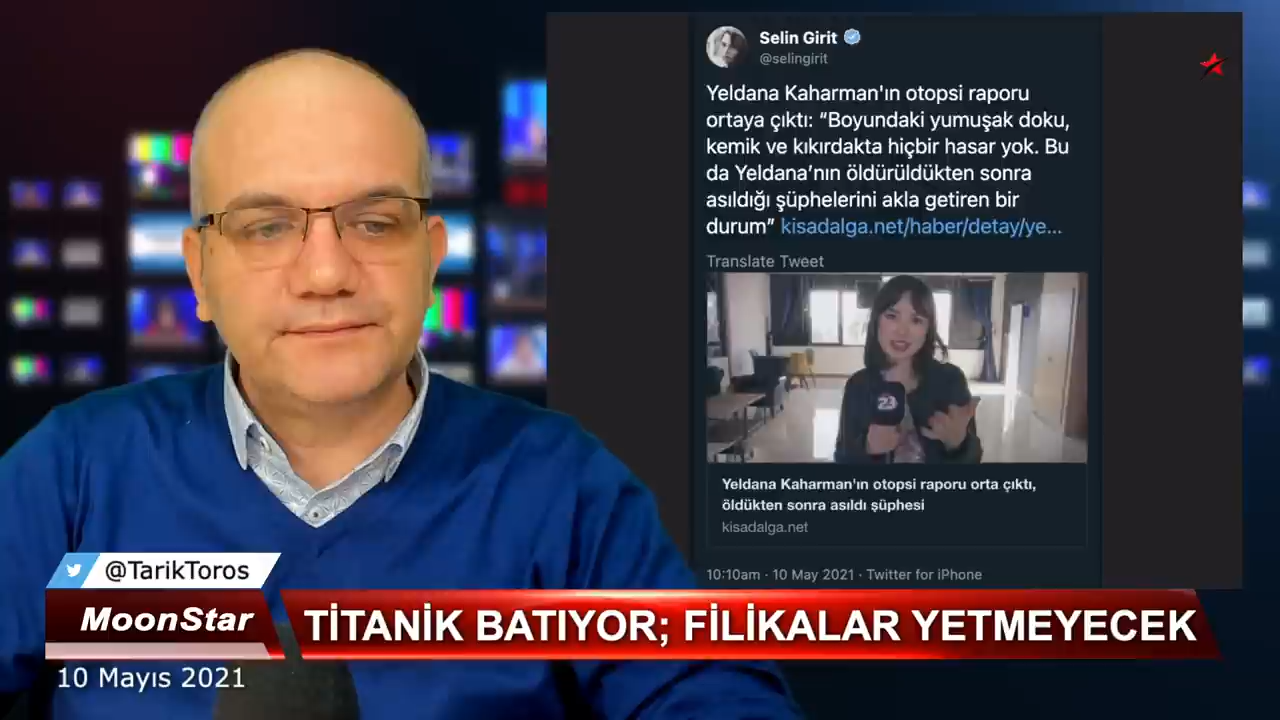 Selin Girit
@selingirit
Yeldana Kaharman'ın otopsi raporu
ortaya çıktı: “Boyundaki yumuşak doku,
kemik ve kıkırdakta hiçbir hasar yok. Bu
da Yeldana’nın öldürüldükten sonra
asıldığı şüphelerini akla getiren bir
durum” kisadalga.net/haber/detay/ye...
Translate Tweet
23
Yeldana Kaharman'ın otopsi raporu orta çıktı,
öldükten sonra asıldı şüphesi
kisadalga.net
10:10am · 10 May 2021 · Twitter for iPhone
@TarikToros
MoonStar
TİTANİK BATIYOR; FİLİKALAR YETMEYECEK
10 Mayıs 2021